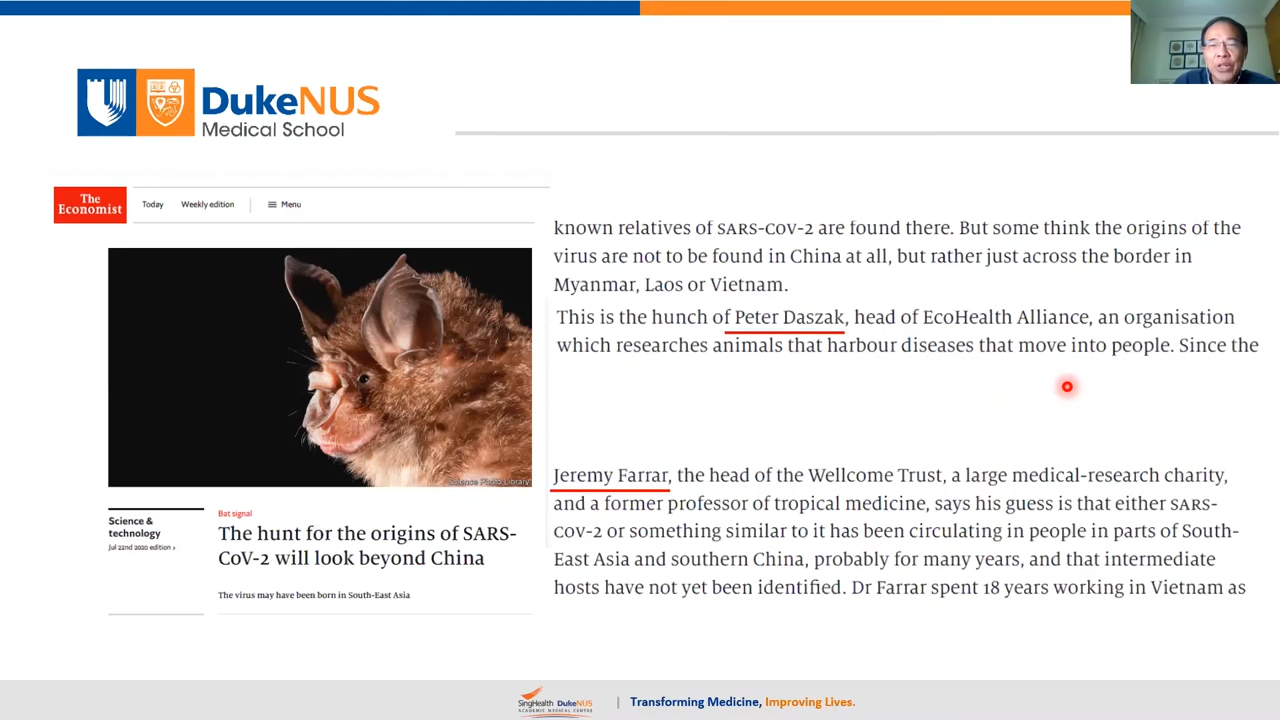 DukeNUS
Medical School
The
Economist
Today
Weekly edition
Menu
Science Photo Library
Science &
technology
Jul 22nd 2020 edition ›
Bat signal
The hunt for the origins of SARS-
CoV-2 will look beyond China
The virus may have been born in South-East Asia
known relatives of SARS-COV-2 are found there. But some think the origins of the
virus are not to be found in China at all, but rather just across the border in
Myanmar, Laos or Vietnam.
This is the hunch of Peter Daszak, head of EcoHealth Alliance, an organisation
which researches animals that harbour diseases that move into people. Since the
Jeremy Farrar, the head of the Wellcome Trust, a large medical-research charity,
and a former professor of tropical medicine, says his guess is that either SARS-
COV-2 or something similar to it has been circulating in people in parts of South-
East Asia and southern China, probably for many years, and that intermediate
hosts have not yet been identified. Dr Farrar spent 18 years working in Vietnam as
SingHealth DukeNUS
ACADEMIC MEDICAL CENTRE
Transforming Medicine, Improving Lives.